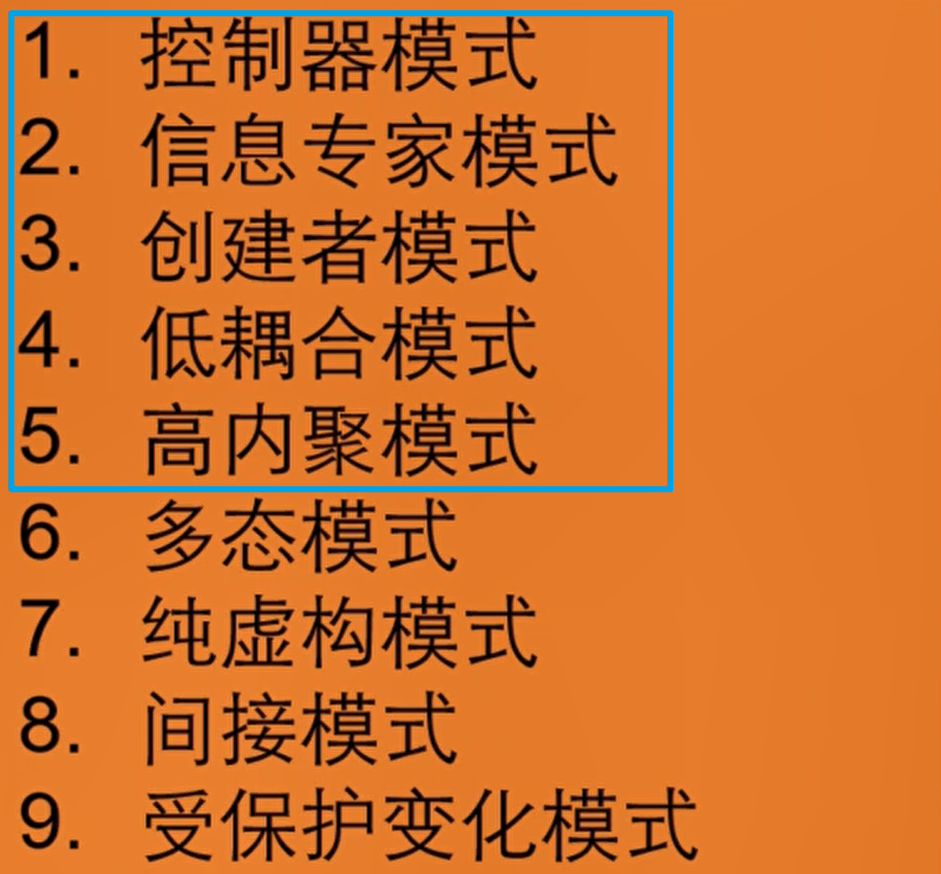 1. 控制器模式
2. 信息专家模式
3. 创建者模式
4. 低耦合模式
5. 高内聚模式
6. 多态模式
7. 纯虚构模式
8. 间接模式
9. 受保护变化模式